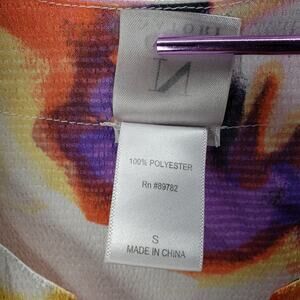 N
100% POLYESTER
Rn #89782
S
MADE IN CHINA